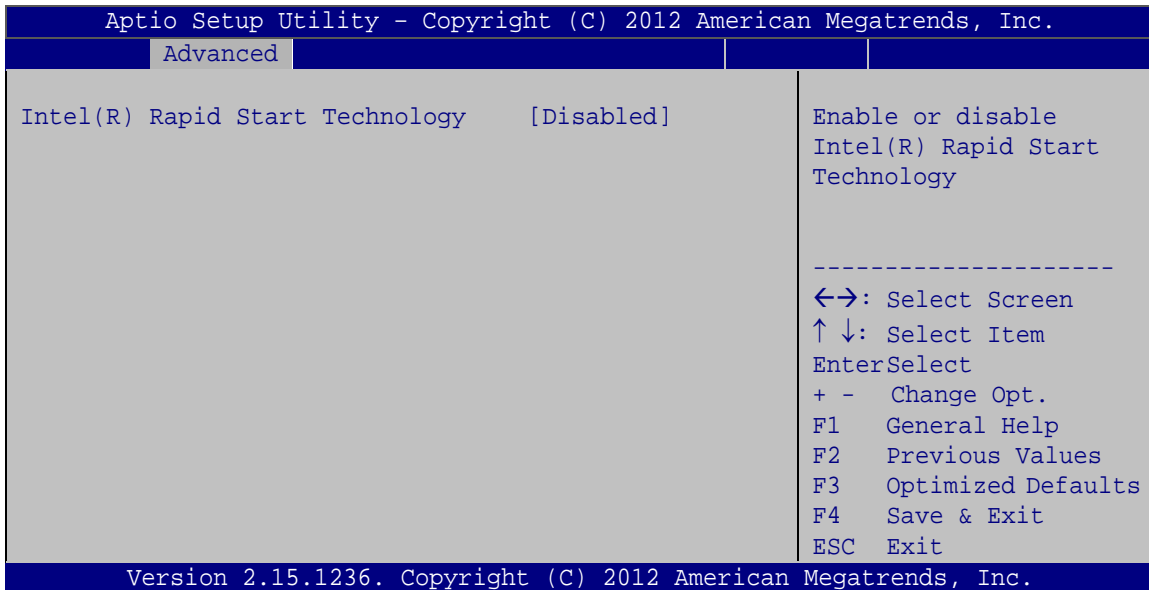 Aptio Setup Utility – Copyright (C) 2012 American Megatrends, Inc.
Advanced
Intel(R) Rapid Start Technology [Disabled]
Enable or disable
Intel(R) Rapid Start
Technology
---------------------
←→: Select Screen
↑ ↓: Select Item
EnterSelect
+ - Change Opt.
F1 General Help
F2 Previous Values
F3 Optimized Defaults
F4 Save & Exit
ESC Exit
Version 2.15.1236. Copyright (C) 2012 American Megatrends, Inc.